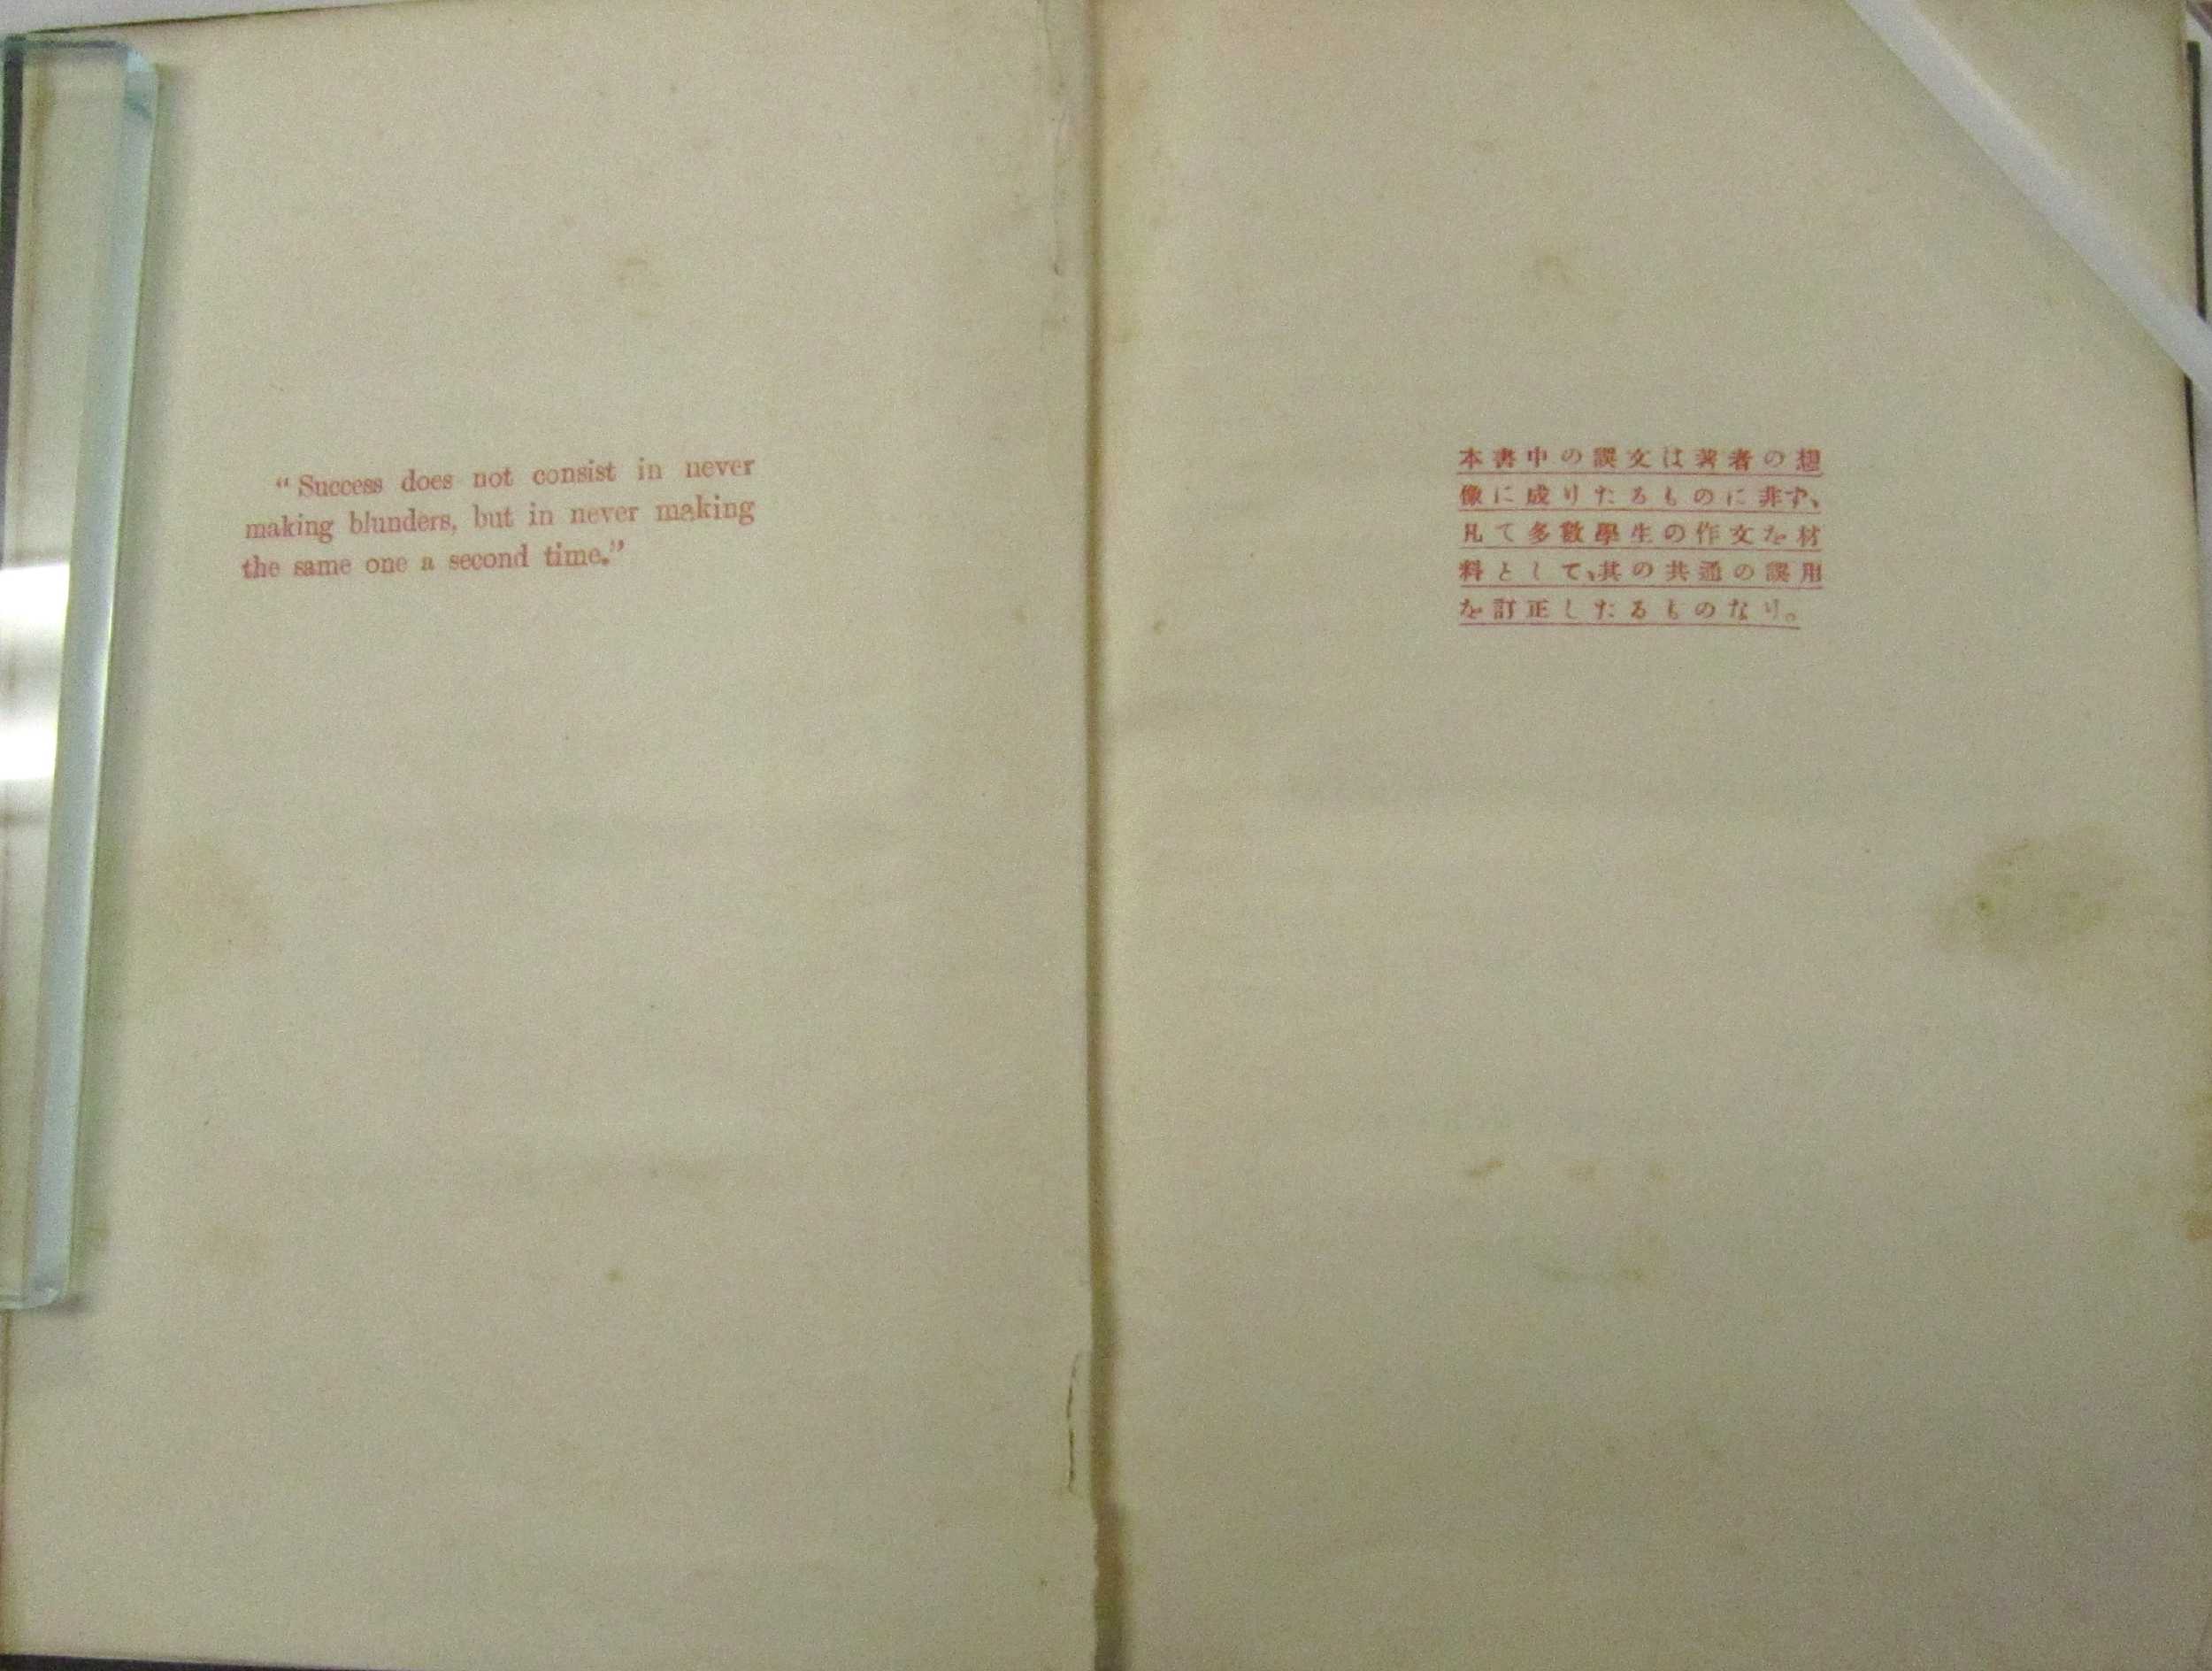 “Success does not consist in never
making blunders, but in never making
the same one a second time.”
本書中の誤文は著者の想
像に成りたるものに非ず、
凡て多數學生の作文を材
料として、其の共通の誤用
を訂正したるものなり。